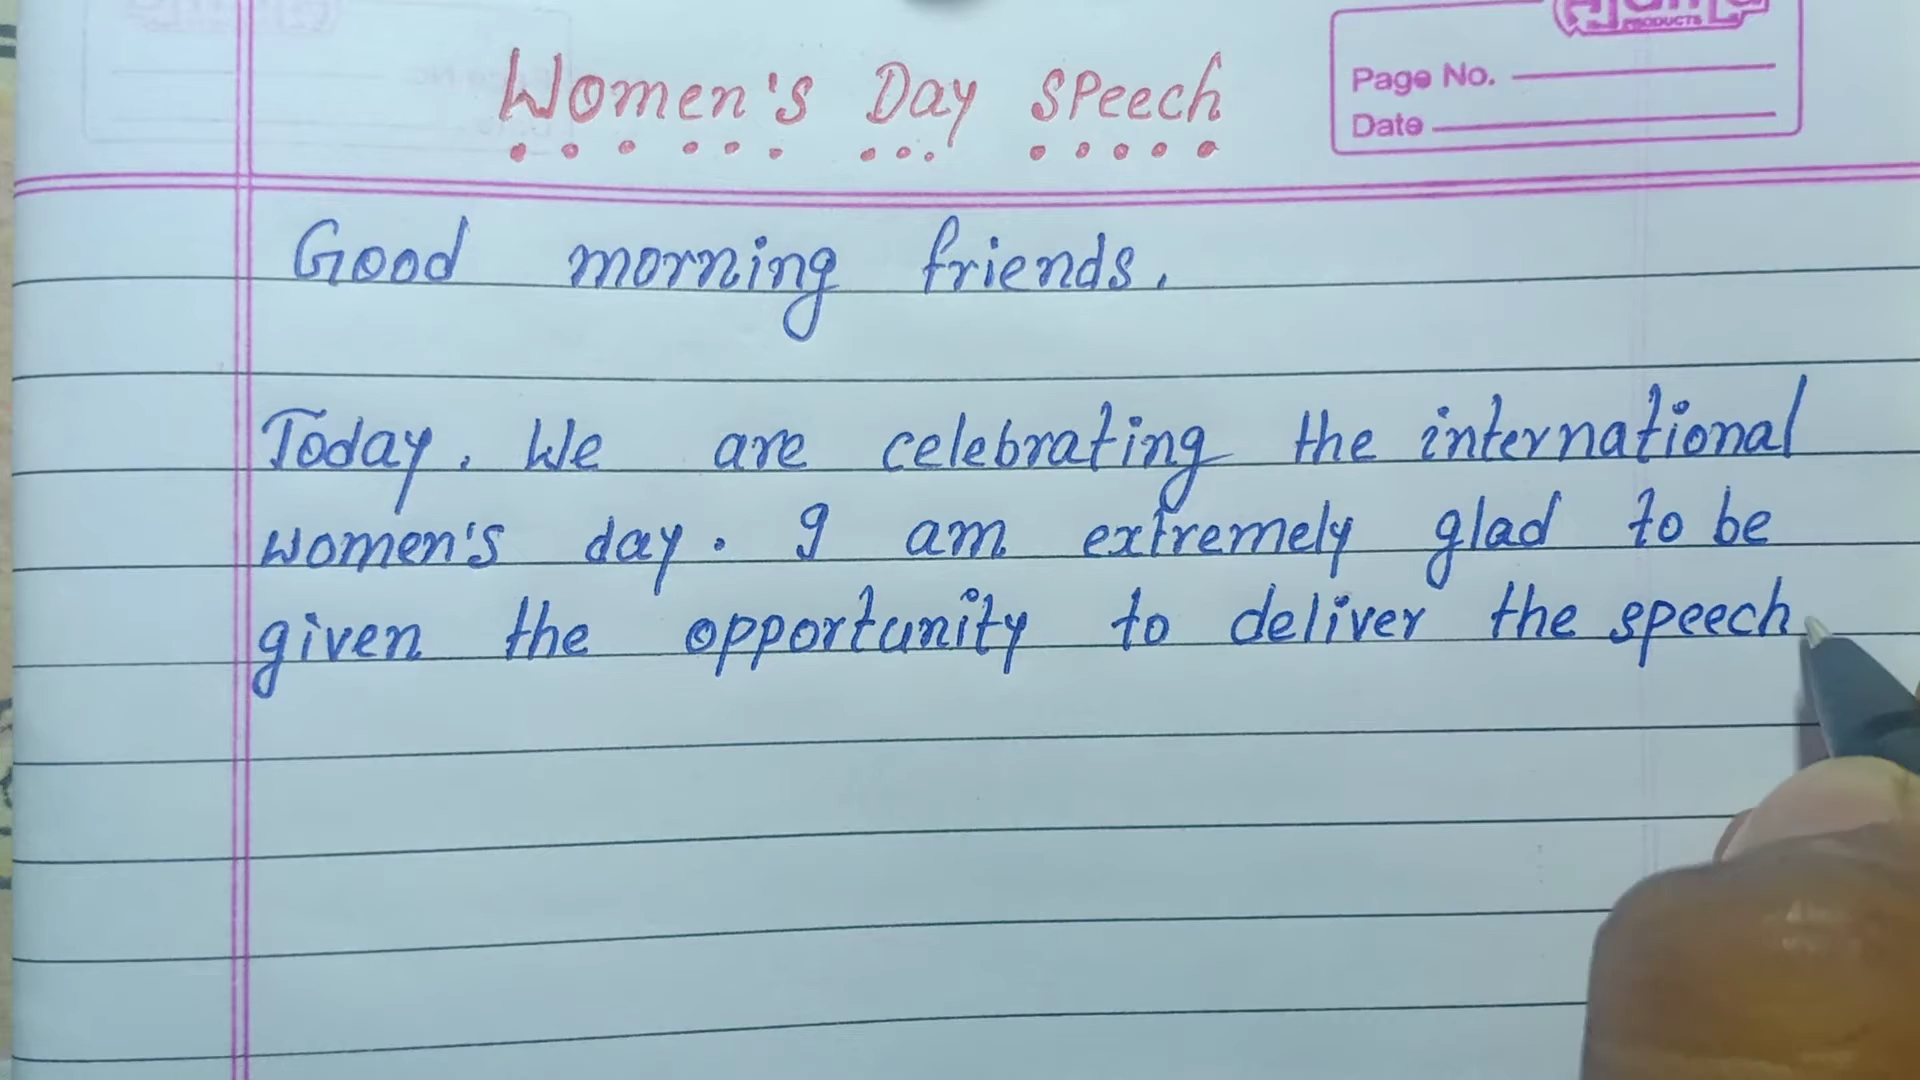 Women's Day Speech
PRODUCTS
Page No.
Date
Good morning friends,
Today, We are celebrating the international
women's day. I am extremely glad to be
given the opportunity to deliver the speech